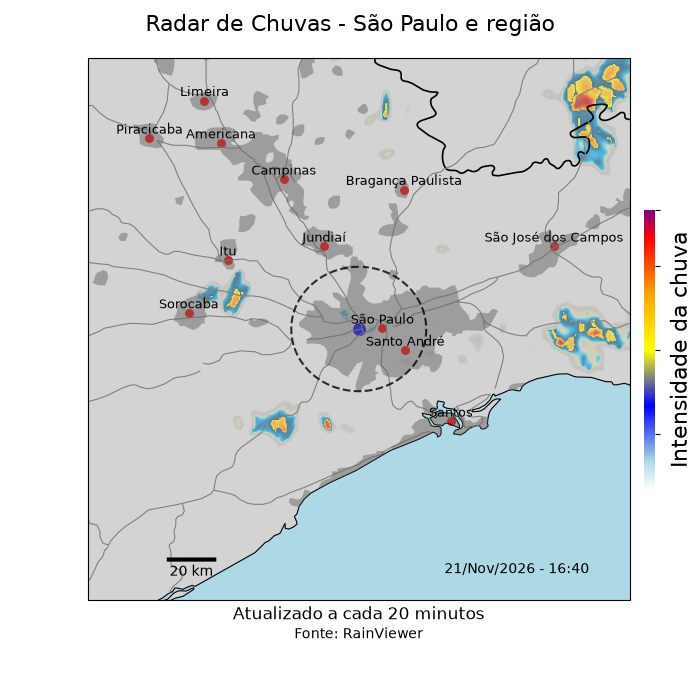 Radar de Chuvas - São Paulo e região
Limeira
Piracicaba
Americana
Campinas
Bragança Paulista
Jundiaí
São José dos Campos
Itu
Sorocaba
São Paulo
Santo André
Santos
Intensidade da chuva
20 km
21/Nov/2026 - 16:40
Atualizado a cada 20 minutos
Fonte: RainViewer